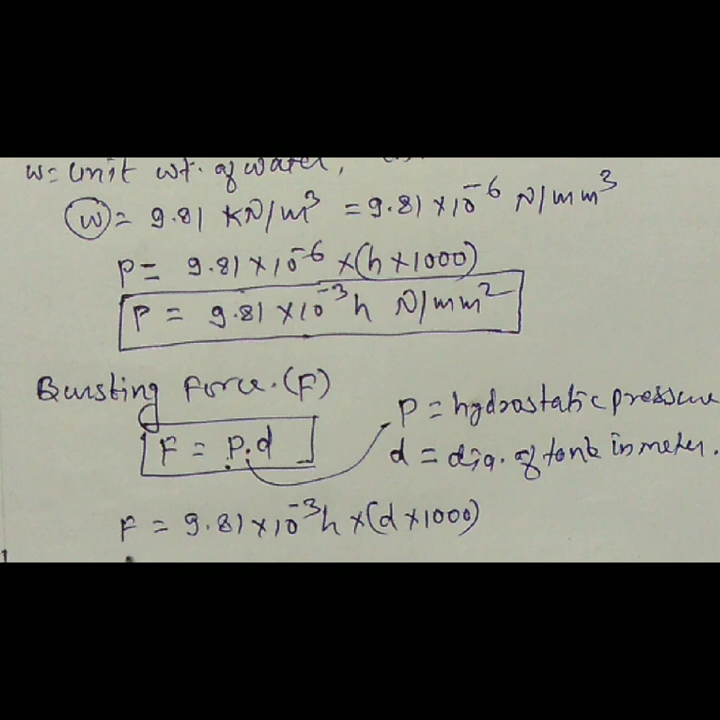 w= Unit wt. of water,
w = 9.81 KN/m³ = 9.81 × 10⁻⁶ N/mm³
P = 9.81 × 10⁻⁶ × (h × 1000)
P = 9.81 × 10⁻³ h N/mm²
Bursting Force. (F)
F = P.d
P = hydrostatic pressure
d = dia. of tank in meter.
F = 9.81 × 10⁻³ h × (d × 1000)